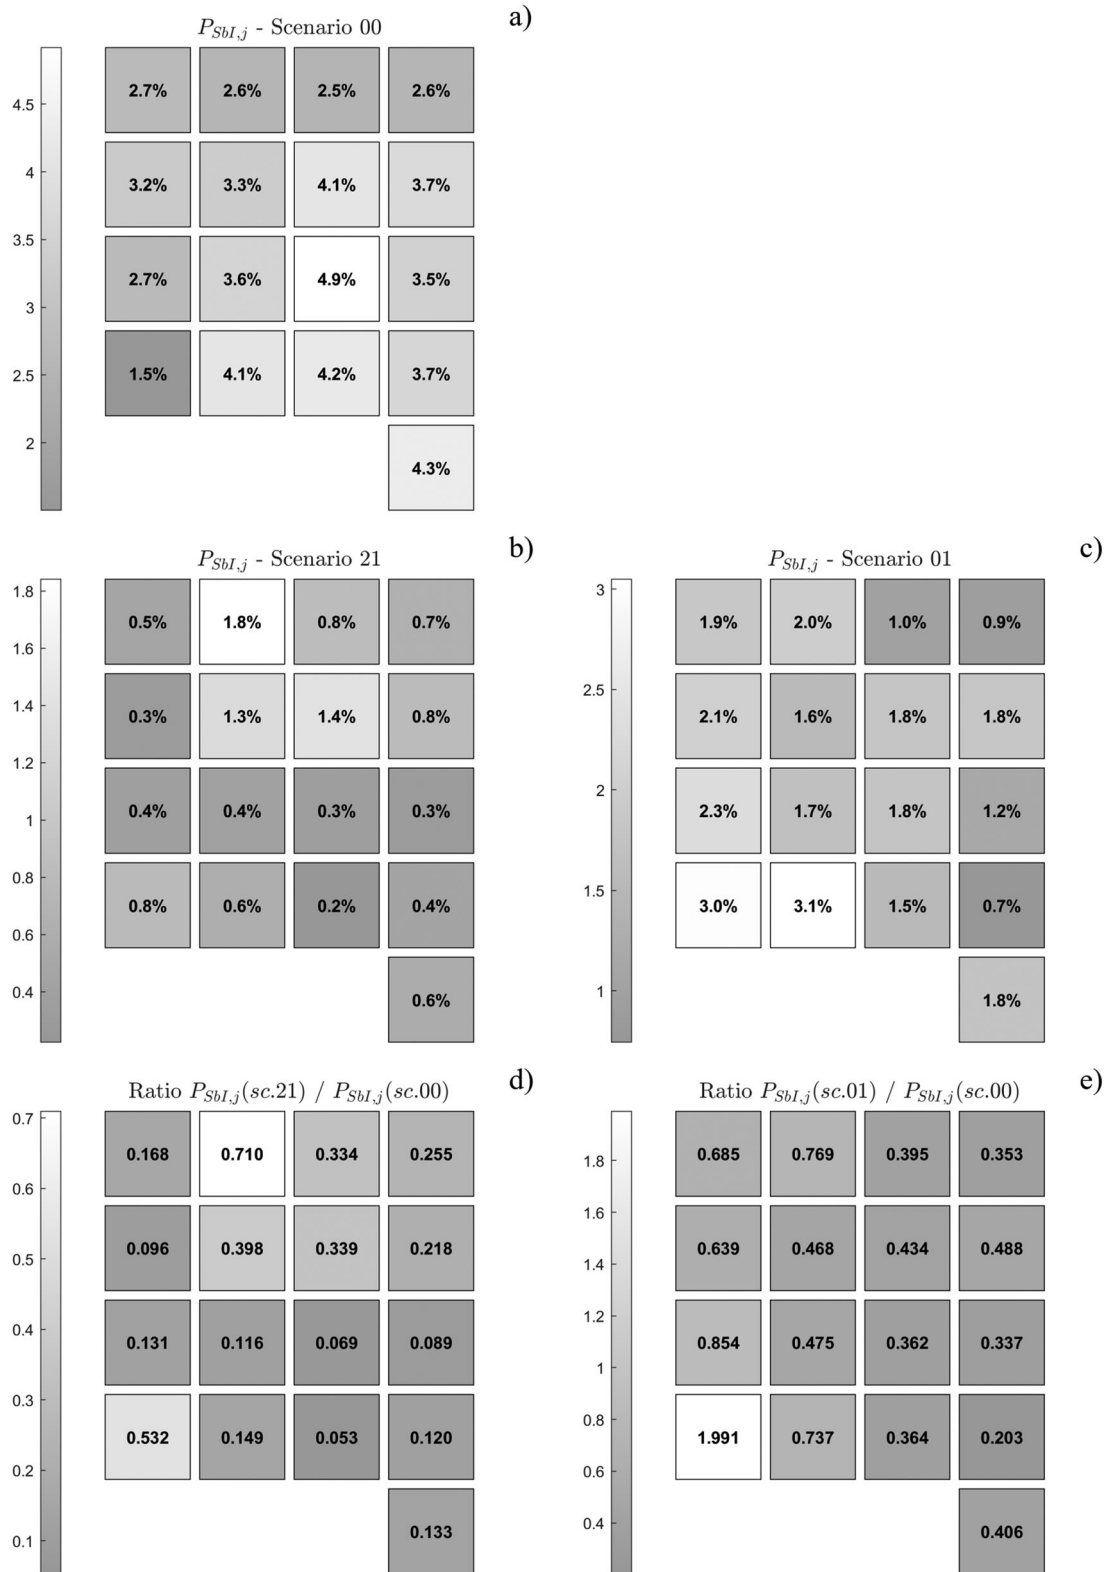 a)
P_{SbI,j} - Scenario 00
4.5
4
3.5
3
2.5
2
2.7% 2.6% 2.5% 2.6%
3.2% 3.3% 4.1% 3.7%
2.7% 3.6% 4.9% 3.5%
1.5% 4.1% 4.2% 3.7%
4.3%
b)
P_{SbI,j} - Scenario 21
1.8
1.6
1.4
1.2
1
0.8
0.6
0.4
0.5% 1.8% 0.8% 0.7%
0.3% 1.3% 1.4% 0.8%
0.4% 0.4% 0.3% 0.3%
0.8% 0.6% 0.2% 0.4%
0.6%
c)
P_{SbI,j} - Scenario 01
3
2.5
2
1.5
1
1.9% 2.0% 1.0% 0.9%
2.1% 1.6% 1.8% 1.8%
2.3% 1.7% 1.8% 1.2%
3.0% 3.1% 1.5% 0.7%
1.8%
d)
Ratio P_{SbI,j}(sc.21) / P_{SbI,j}(sc.00)
0.7
0.6
0.5
0.4
0.3
0.2
0.1
0.168 0.710 0.334 0.255
0.096 0.398 0.339 0.218
0.131 0.116 0.069 0.089
0.532 0.149 0.053 0.120
0.133
e)
Ratio P_{SbI,j}(sc.01) / P_{SbI,j}(sc.00)
1.8
1.6
1.4
1.2
1
0.8
0.6
0.4
0.685 0.769 0.395 0.353
0.639 0.468 0.434 0.488
0.854 0.475 0.362 0.337
1.991 0.737 0.364 0.203
0.406